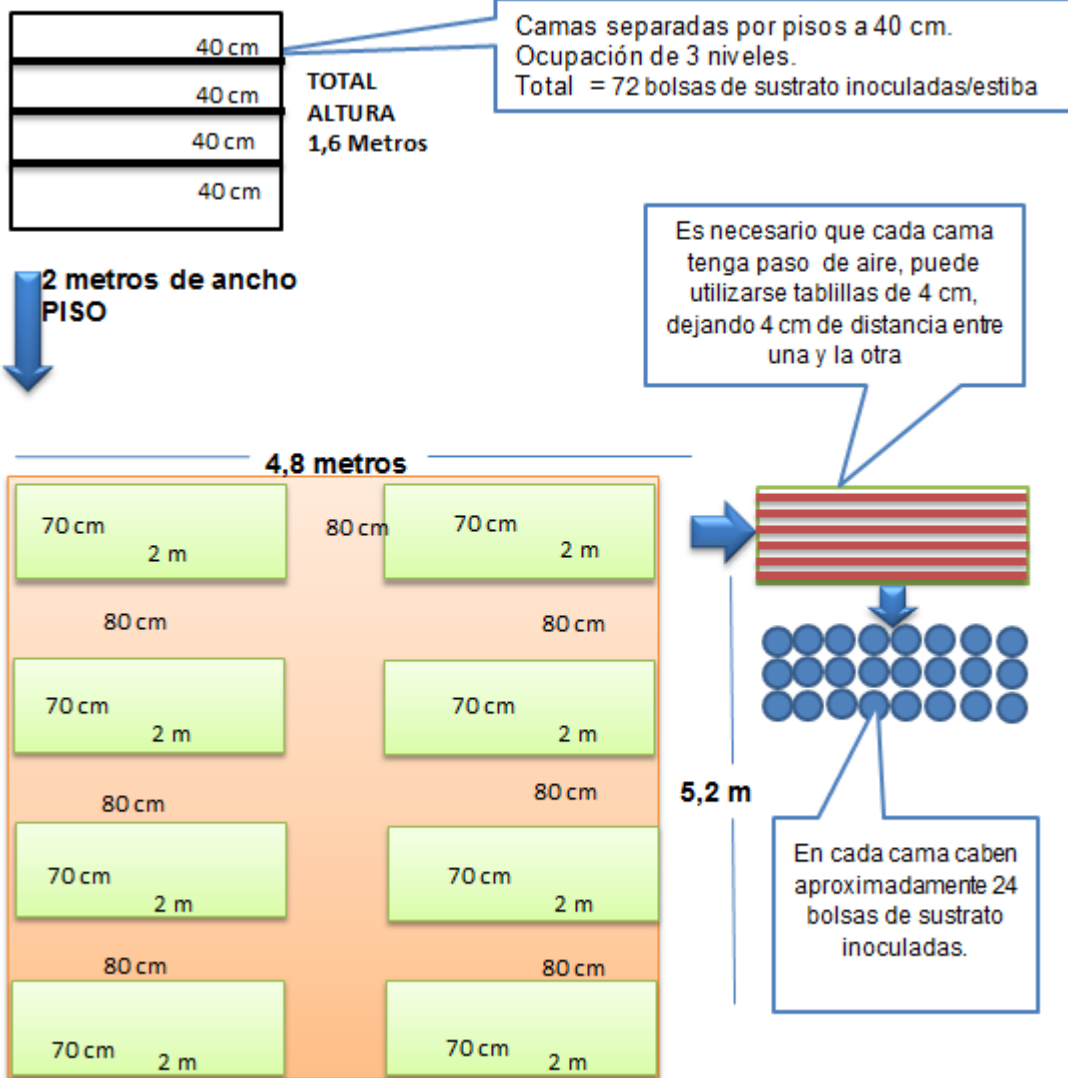 40 cm
40 cm
40 cm
40 cm
TOTAL
ALTURA
1,6 Metros
Camas separadas por pisos a 40 cm.
Ocupación de 3 niveles.
Total = 72 bolsas de sustrato inoculadas/estiba
2 metros de ancho
PISO
Es necesario que cada cama
tenga paso de aire, puede
utilizarse tablillas de 4 cm,
dejando 4 cm de distancia entre
una y la otra
4,8 metros
70 cm
2 m
80 cm
70 cm
2 m
80 cm
80 cm
70 cm
2 m
70 cm
2 m
80 cm
80 cm
70 cm
2 m
70 cm
2 m
80 cm
80 cm
70 cm
2 m
70 cm
2 m
5,2 m
En cada cama caben
aproximadamente 24
bolsas de sustrato
inoculadas.